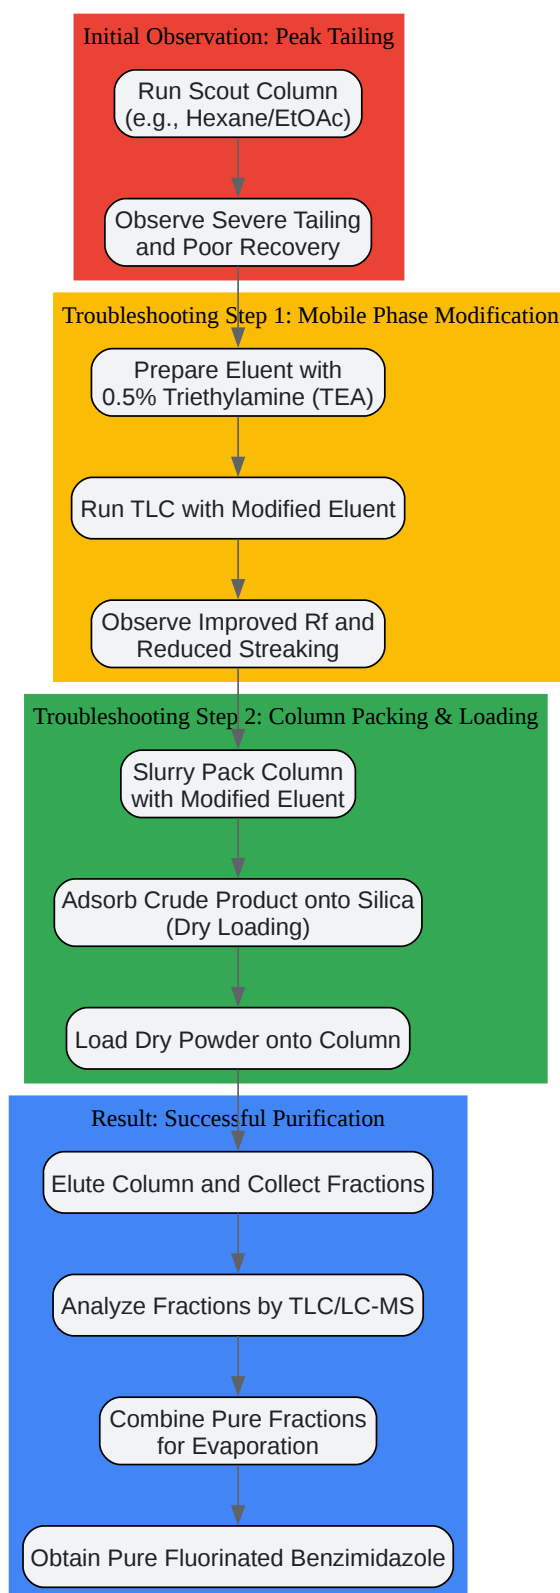 Initial Observation: Peak Tailing
Run Scout Column
(e.g., Hexane/EtOAc)
Observe Severe Tailing
and Poor Recovery
Troubleshooting Step 1: Mobile Phase Modification
Prepare Eluent with
0.5% Triethylamine (TEA)
Run TLC with Modified Eluent
Observe Improved Rf and
Reduced Streaking
Troubleshooting Step 2: Column Packing & Loading
Slurry Pack Column
with Modified Eluent
Adsorb Crude Product onto Silica
(Dry Loading)
Load Dry Powder onto Column
Result: Successful Purification
Elute Column and Collect Fractions
Analyze Fractions by TLC/LC-MS
Combine Pure Fractions
for Evaporation
Obtain Pure Fluorinated Benzimidazole